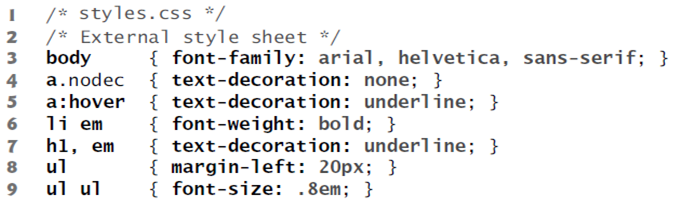 1 /* styles.css */
2 /* External style sheet */
3 body { font-family: arial, helvetica, sans-serif; }
4 a.nodec { text-decoration: none; }
5 a:hover { text-decoration: underline; }
6 li em { font-weight: bold; }
7 h1, em { text-decoration: underline; }
8 ul { margin-left: 20px; }
9 ul ul { font-size: .8em; }